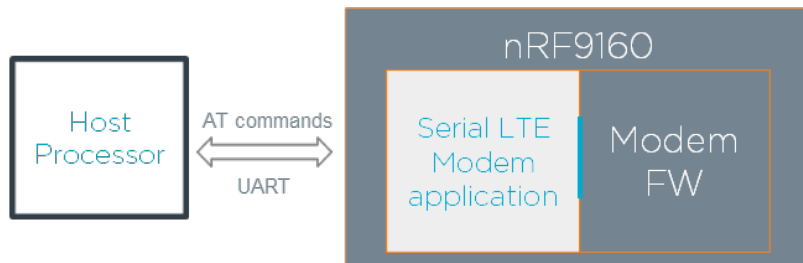 nRF9160
Host
Processor
AT commands
UART
Serial LTE
Modem
application
Modem
FW